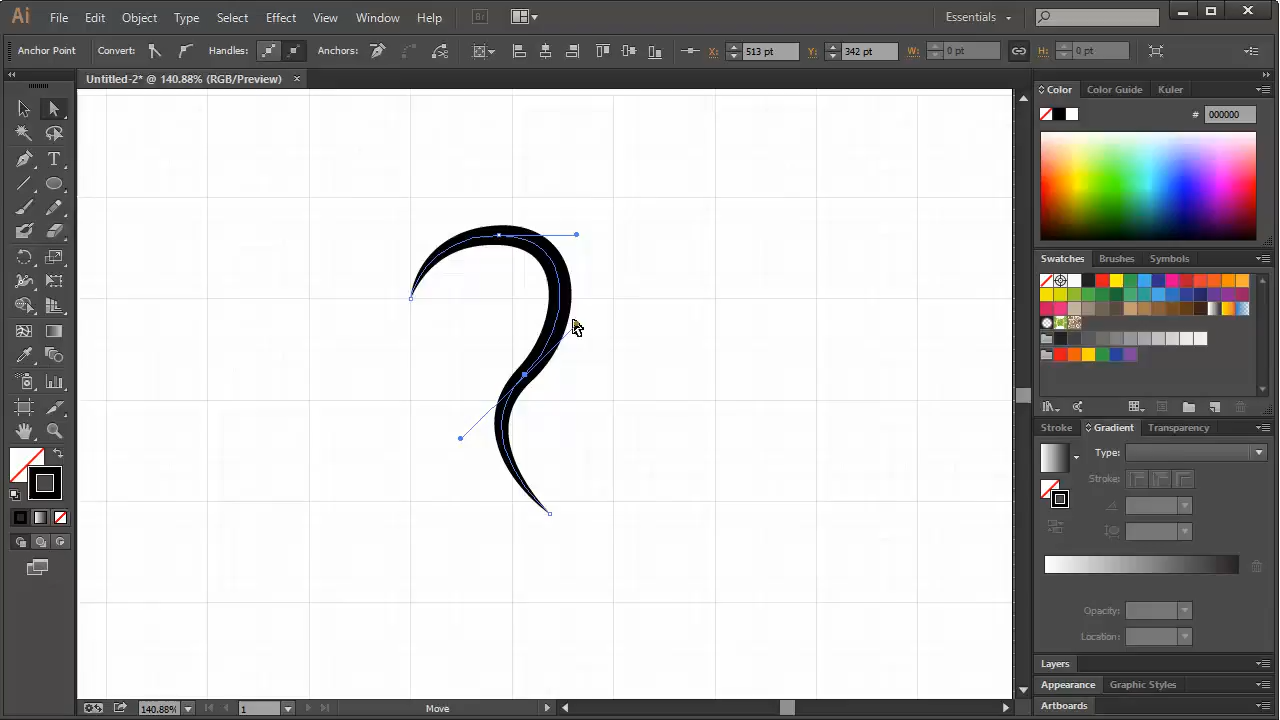 Ai File Edit Object Type Select Effect View Window Help Br Essentials
Anchor Point Convert: Handles: Anchors: X: 513 pt Y: 342 pt W: 0 pt H: 0 pt
Untitled-2* @ 140.88% (RGB/Preview)
Color Color Guide Kuler
# 000000
Swatches Brushes Symbols
Stroke Gradient Transparency
Type:
Stroke:
Opacity:
Location:
Layers
Appearance Graphic Styles
Artboards
140.88% 1 Move